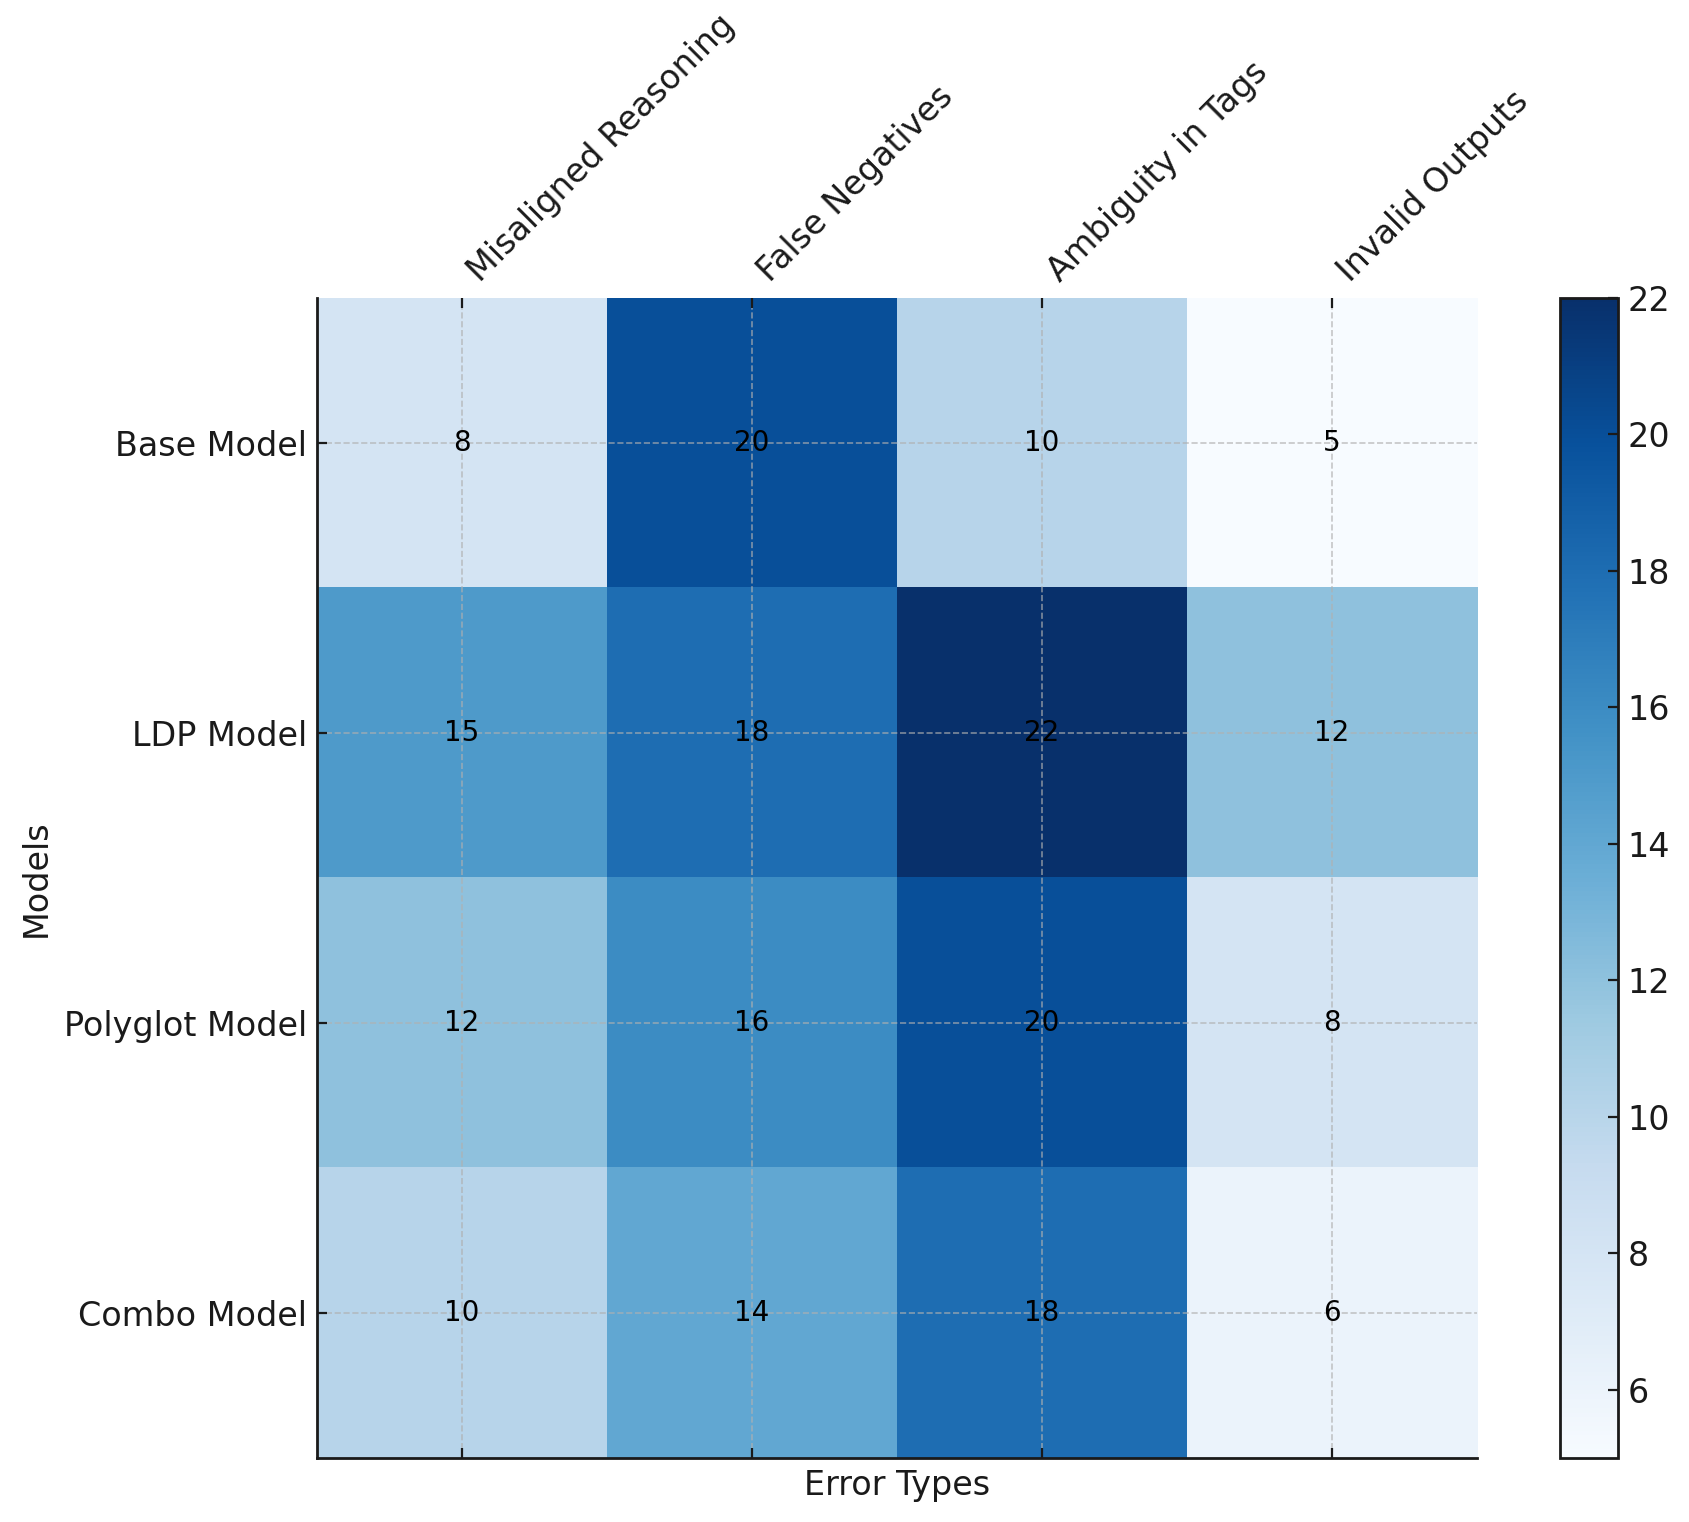 Misaligned Reasoning
False Negatives
Ambiguity in Tags
Invalid Outputs
Base Model
8
20
10
5
LDP Model
15
18
22
12
Polyglot Model
12
16
20
8
Combo Model
10
14
18
6
Models
Error Types
22
20
18
16
14
12
10
8
6